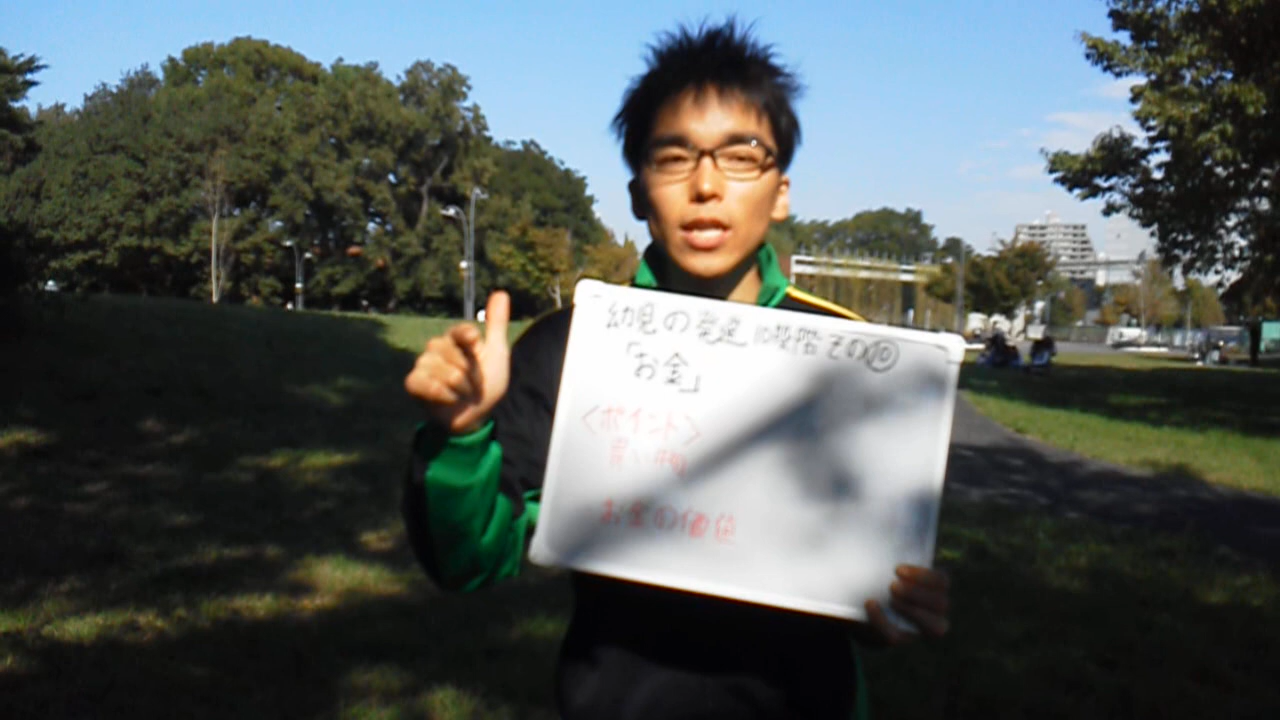 幼児の発達10段階その⑩
「お金」
<ポイント>
買い物
お金の価値